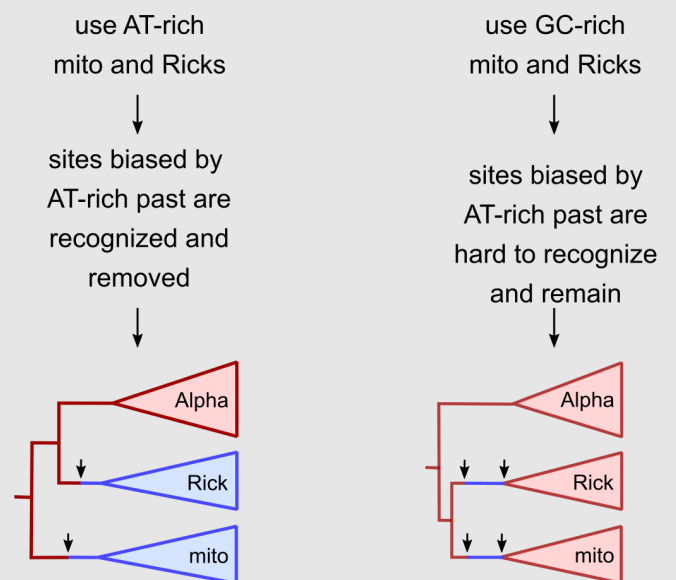 use AT-rich
mito and Ricks
sites biased by
AT-rich past are
recognized and
removed
Alpha
Rick
mito
use GC-rich
mito and Ricks
sites biased by
AT-rich past are
hard to recognize
and remain
Alpha
Rick
mito